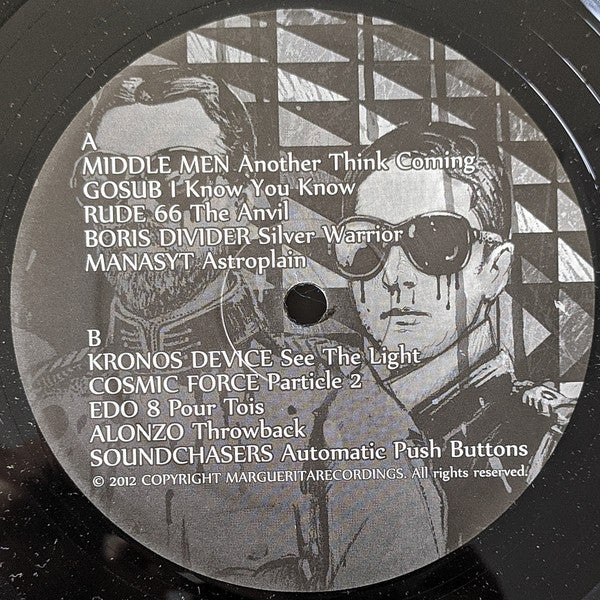 A
MIDDLE MEN Another Think Coming
GOSUB I Know You Know
RUDE 66 The Anvil
BORIS DIVIDER Silver Warrior
MANASYT Astroplain
B
KRONOS DEVICE See The Light
COSMIC FORCE Particle 2
EDO 8 Pour Tois
ALONZO Throwback
SOUNDCHASERS Automatic Push Buttons
© 2012 COPYRIGHT MARGUERITARECORDINGS. All rights reserved.